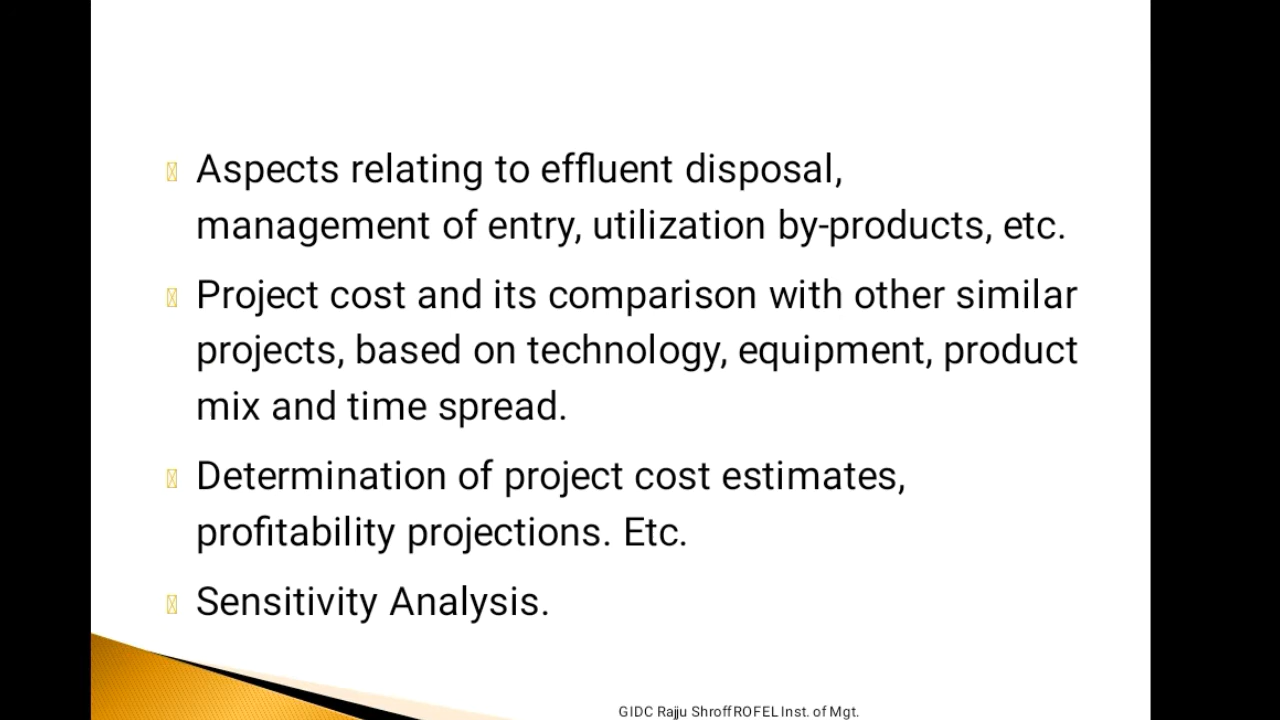 Aspects relating to effluent disposal,
management of entry, utilization by-products, etc.
Project cost and its comparison with other similar
projects, based on technology, equipment, product
mix and time spread.
Determination of project cost estimates,
profitability projections. Etc.
Sensitivity Analysis.
GIDC Rajju ShroffROFEL Inst. of Mgt.